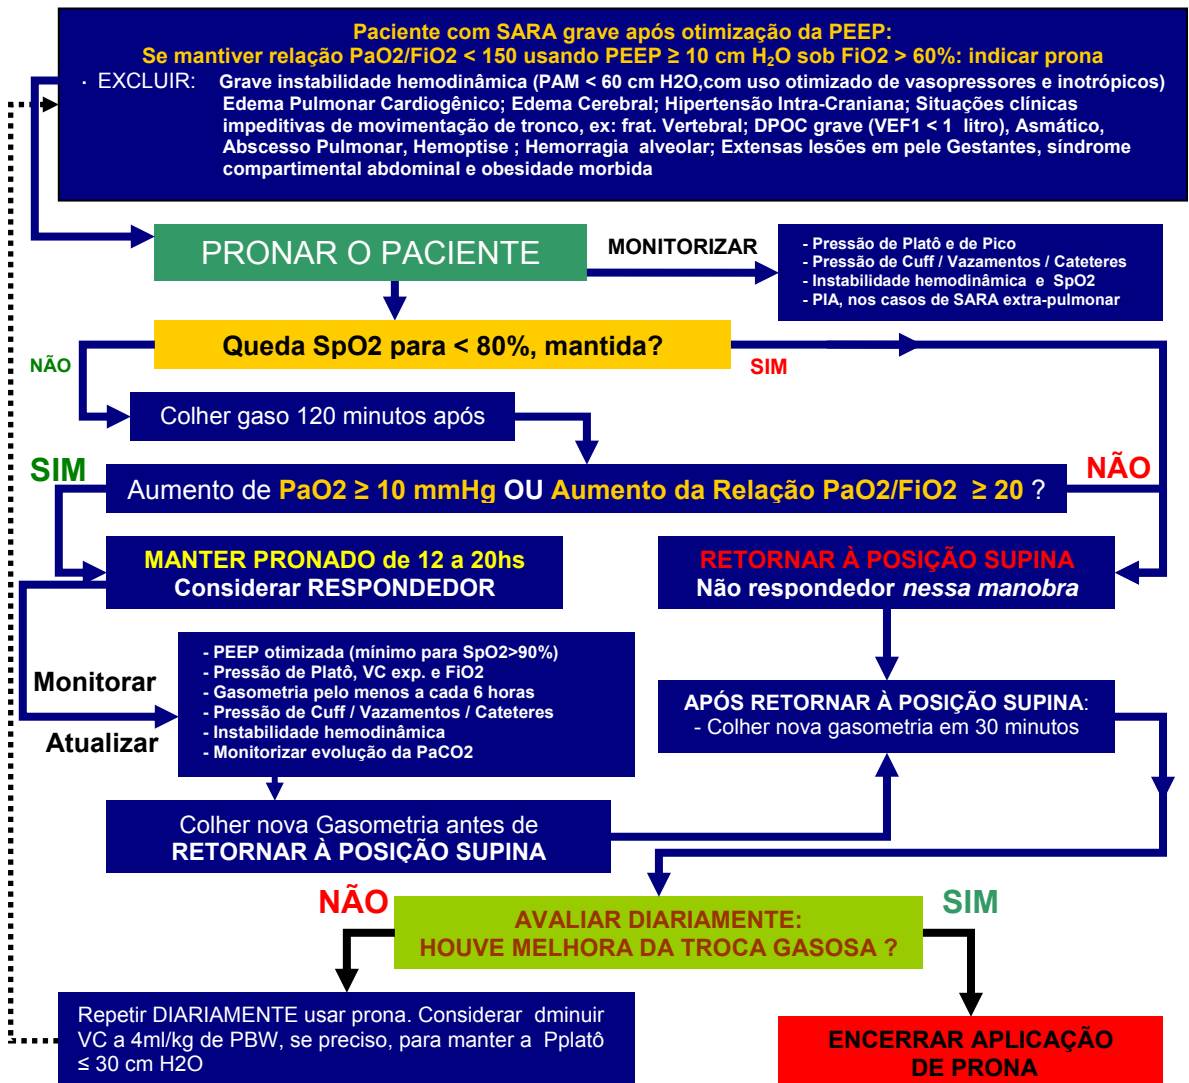 Paciente com SARA grave após otimização da PEEP:
Se mantiver relação PaO2/FiO2 < 150 usando PEEP ≥ 10 cm H₂O sob FiO2 > 60%: indicar prona
· EXCLUIR: Grave instabilidade hemodinâmica (PAM < 60 cm H2O,com uso otimizado de vasopressores e inotrópicos)
Edema Pulmonar Cardiogênico; Edema Cerebral; Hipertensão Intra-Craniana; Situações clínicas
impeditivas de movimentação de tronco, ex: frat. Vertebral; DPOC grave (VEF1 < 1 litro), Asmático,
Abscesso Pulmonar, Hemoptise ; Hemorragia alveolar; Extensas lesões em pele Gestantes, síndrome
compartimental abdominal e obesidade morbida
PRONAR O PACIENTE
MONITORIZAR
- Pressão de Platô e de Pico
- Pressão de Cuff / Vazamentos / Cateteres
- Instabilidade hemodinâmica e SpO2
- PIA, nos casos de SARA extra-pulmonar
Queda SpO2 para < 80%, mantida?
NÃO
SIM
Colher gaso 120 minutos após
SIM
NÃO
Aumento de PaO2 ≥ 10 mmHg OU Aumento da Relação PaO2/FiO2 ≥ 20 ?
MANTER PRONADO de 12 a 20hs
Considerar RESPONDEDOR
RETORNAR À POSIÇÃO SUPINA
Não respondedor nessa manobra
Monitorar
Atualizar
- PEEP otimizada (mínimo para SpO2>90%)
- Pressão de Platô, VC exp. e FiO2
- Gasometria pelo menos a cada 6 horas
- Pressão de Cuff / Vazamentos / Cateteres
- Instabilidade hemodinâmica
- Monitorizar evolução da PaCO2
APÓS RETORNAR À POSIÇÃO SUPINA:
- Colher nova gasometria em 30 minutos
Colher nova Gasometria antes de
RETORNAR À POSIÇÃO SUPINA
NÃO
SIM
AVALIAR DIARIAMENTE:
HOUVE MELHORA DA TROCA GASOSA ?
Repetir DIARIAMENTE usar prona. Considerar dminuir
VC a 4ml/kg de PBW, se preciso, para manter a Pplatô
≤ 30 cm H2O
ENCERRAR APLICAÇÃO
DE PRONA